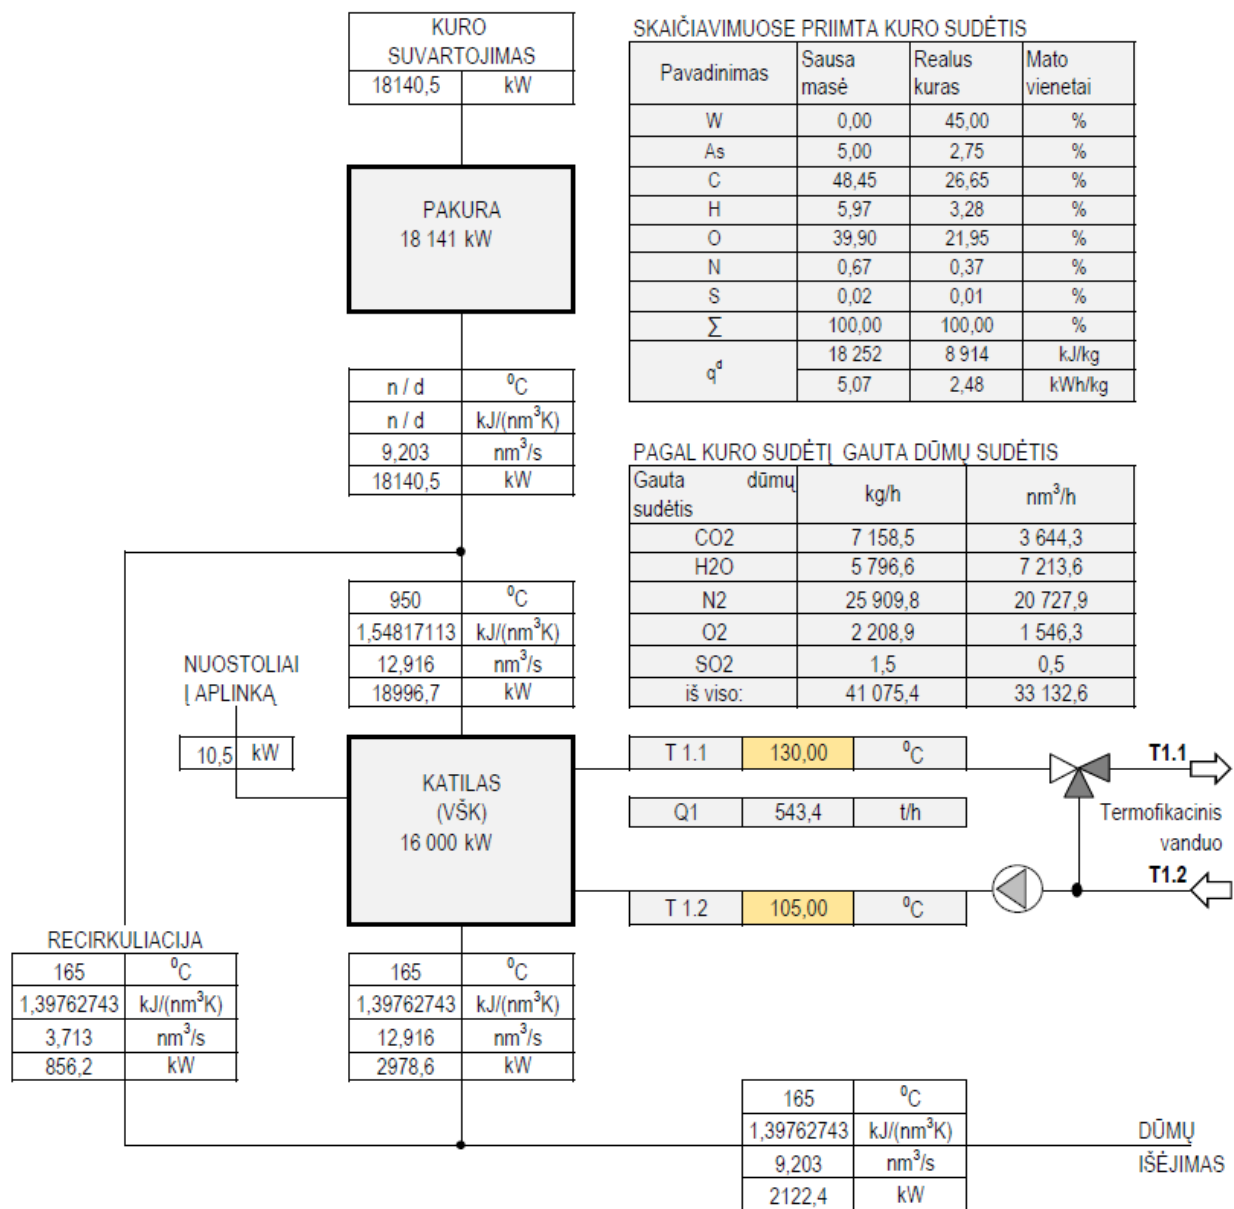 KURO
SUVARTOJIMAS
18140,5 kW
PAKURA
18 141 kW
n / d ⁰C
n / d kJ/(nm³K)
9,203 nm³/s
18140,5 kW
950 ⁰C
1,54817113 kJ/(nm³K)
12,916 nm³/s
18996,7 kW
NUOSTOLIAI
Į APLINKĄ
10,5 kW
KATILAS
(VŠK)
16 000 kW
RECIRKULIACIJA
165 ⁰C
1,39762743 kJ/(nm³K)
3,713 nm³/s
856,2 kW
165 ⁰C
1,39762743 kJ/(nm³K)
12,916 nm³/s
2978,6 kW
SKAIČIAVIMUOSE PRIIMTA KURO SUDĖTIS
Pavadinimas Sausa masė Realus kuras Mato vienetai
W 0,00 45,00 %
As 5,00 2,75 %
C 48,45 26,65 %
H 5,97 3,28 %
O 39,90 21,95 %
N 0,67 0,37 %
S 0,02 0,01 %
∑ 100,00 100,00 %
qᵈ 18 252 8 914 kJ/kg
5,07 2,48 kWh/kg
PAGAL KURO SUDĖTĮ GAUTA DŪMŲ SUDĖTIS
Gauta dūmų sudėtis kg/h nm³/h
CO2 7 158,5 3 644,3
H2O 5 796,6 7 213,6
N2 25 909,8 20 727,9
O2 2 208,9 1 546,3
SO2 1,5 0,5
iš viso: 41 075,4 33 132,6
T 1.1 130,00 ⁰C
Q1 543,4 t/h
T 1.2 105,00 ⁰C
T1.1
Termofikacinis
vanduo
T1.2
165 ⁰C
1,39762743 kJ/(nm³K)
9,203 nm³/s
2122,4 kW
DŪMŲ
IŠĖJIMAS